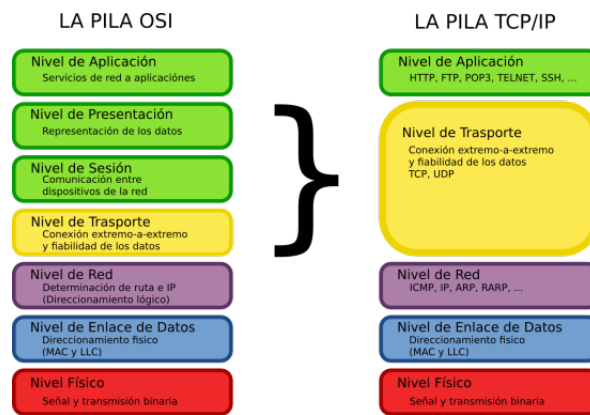 LA PILA OSI
Nivel de Aplicación
Servicios de red a aplicaciónes
Nivel de Presentación
Representación de los datos
Nivel de Sesión
Comunicación entre
dispositivos de la red
Nivel de Trasporte
Conexión extremo-a-extremo
y fiabilidad de los datos
Nivel de Red
Determinación de ruta e IP
(Direccionamiento lógico)
Nivel de Enlace de Datos
Direccionamiento fisico
(MAC y LLC)
Nivel Físico
Señal y transmisión binaria
}
LA PILA TCP/IP
Nivel de Aplicación
HTTP, FTP, POP3, TELNET, SSH, ...
Nivel de Trasporte
Conexión extremo-a-extremo
y fiabilidad de los datos
TCP, UDP
Nivel de Red
ICMP, IP, ARP, RARP, ...
Nivel de Enlace de Datos
Direccionamiento fisico
(MAC y LLC)
Nivel Físico
Señal y transmisión binaria